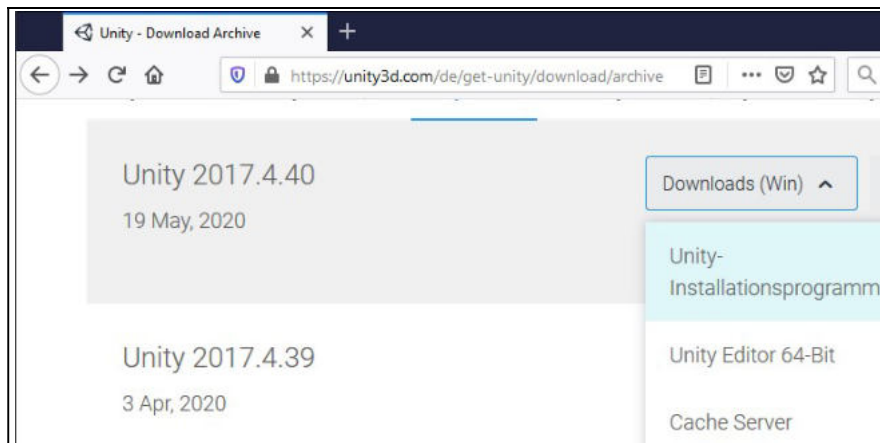 Unity - Download Archive
https://unity3d.com/de/get-unity/download/archive
Unity 2017.4.40
Downloads (Win)
19 May, 2020
Unity-
Installationsprogramm
Unity 2017.4.39
Unity Editor 64-Bit
3 Apr, 2020
Cache Server